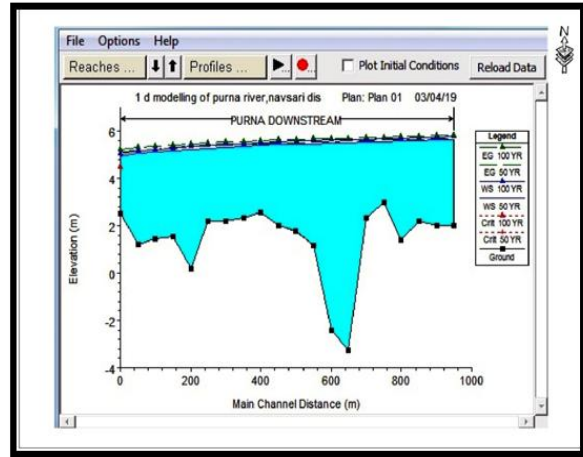 File Options Help
N
Reaches ... Profiles ... ... ... Plot Initial Conditions Reload Data
1 d modelling of purna river,navsari dis Plan: Plan 01 03/04/19
PURNA DOWNSTREAM
Legend
EG 100 YR
EG 50 YR
WS 100 YR
WS 50 YR
Crit 100 YR
Crit 50 YR
Ground
Elevation (m)
6
4
2
0
-2
-4
0 200 400 600 800 1000
Main Channel Distance (m)